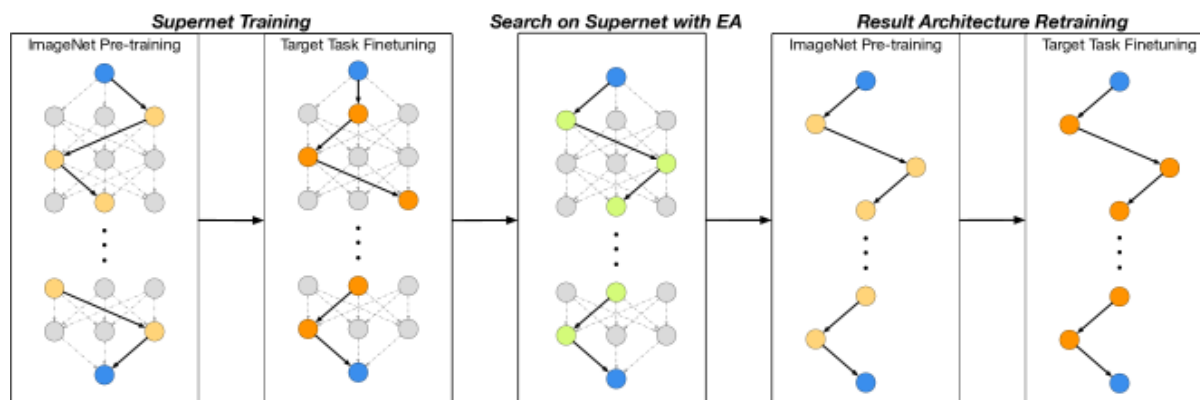 Supernet Training
Search on Supernet with EA
Result Architecture Retraining
ImageNet Pre-training
Target Task Finetuning
ImageNet Pre-training
Target Task Finetuning